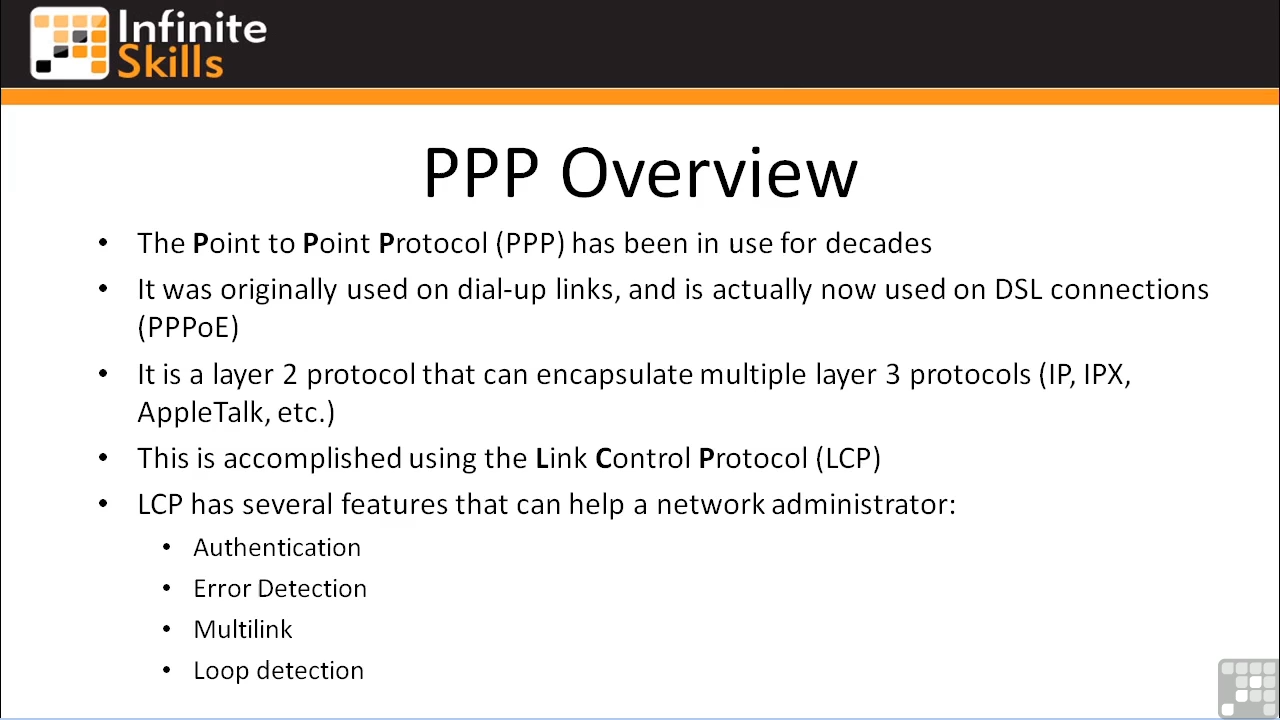 Infinite
Skills
PPP Overview
• The Point to Point Protocol (PPP) has been in use for decades
• It was originally used on dial-up links, and is actually now used on DSL connections
(PPPoE)
• It is a layer 2 protocol that can encapsulate multiple layer 3 protocols (IP, IPX,
AppleTalk, etc.)
• This is accomplished using the Link Control Protocol (LCP)
• LCP has several features that can help a network administrator:
• Authentication
• Error Detection
• Multilink
• Loop detection